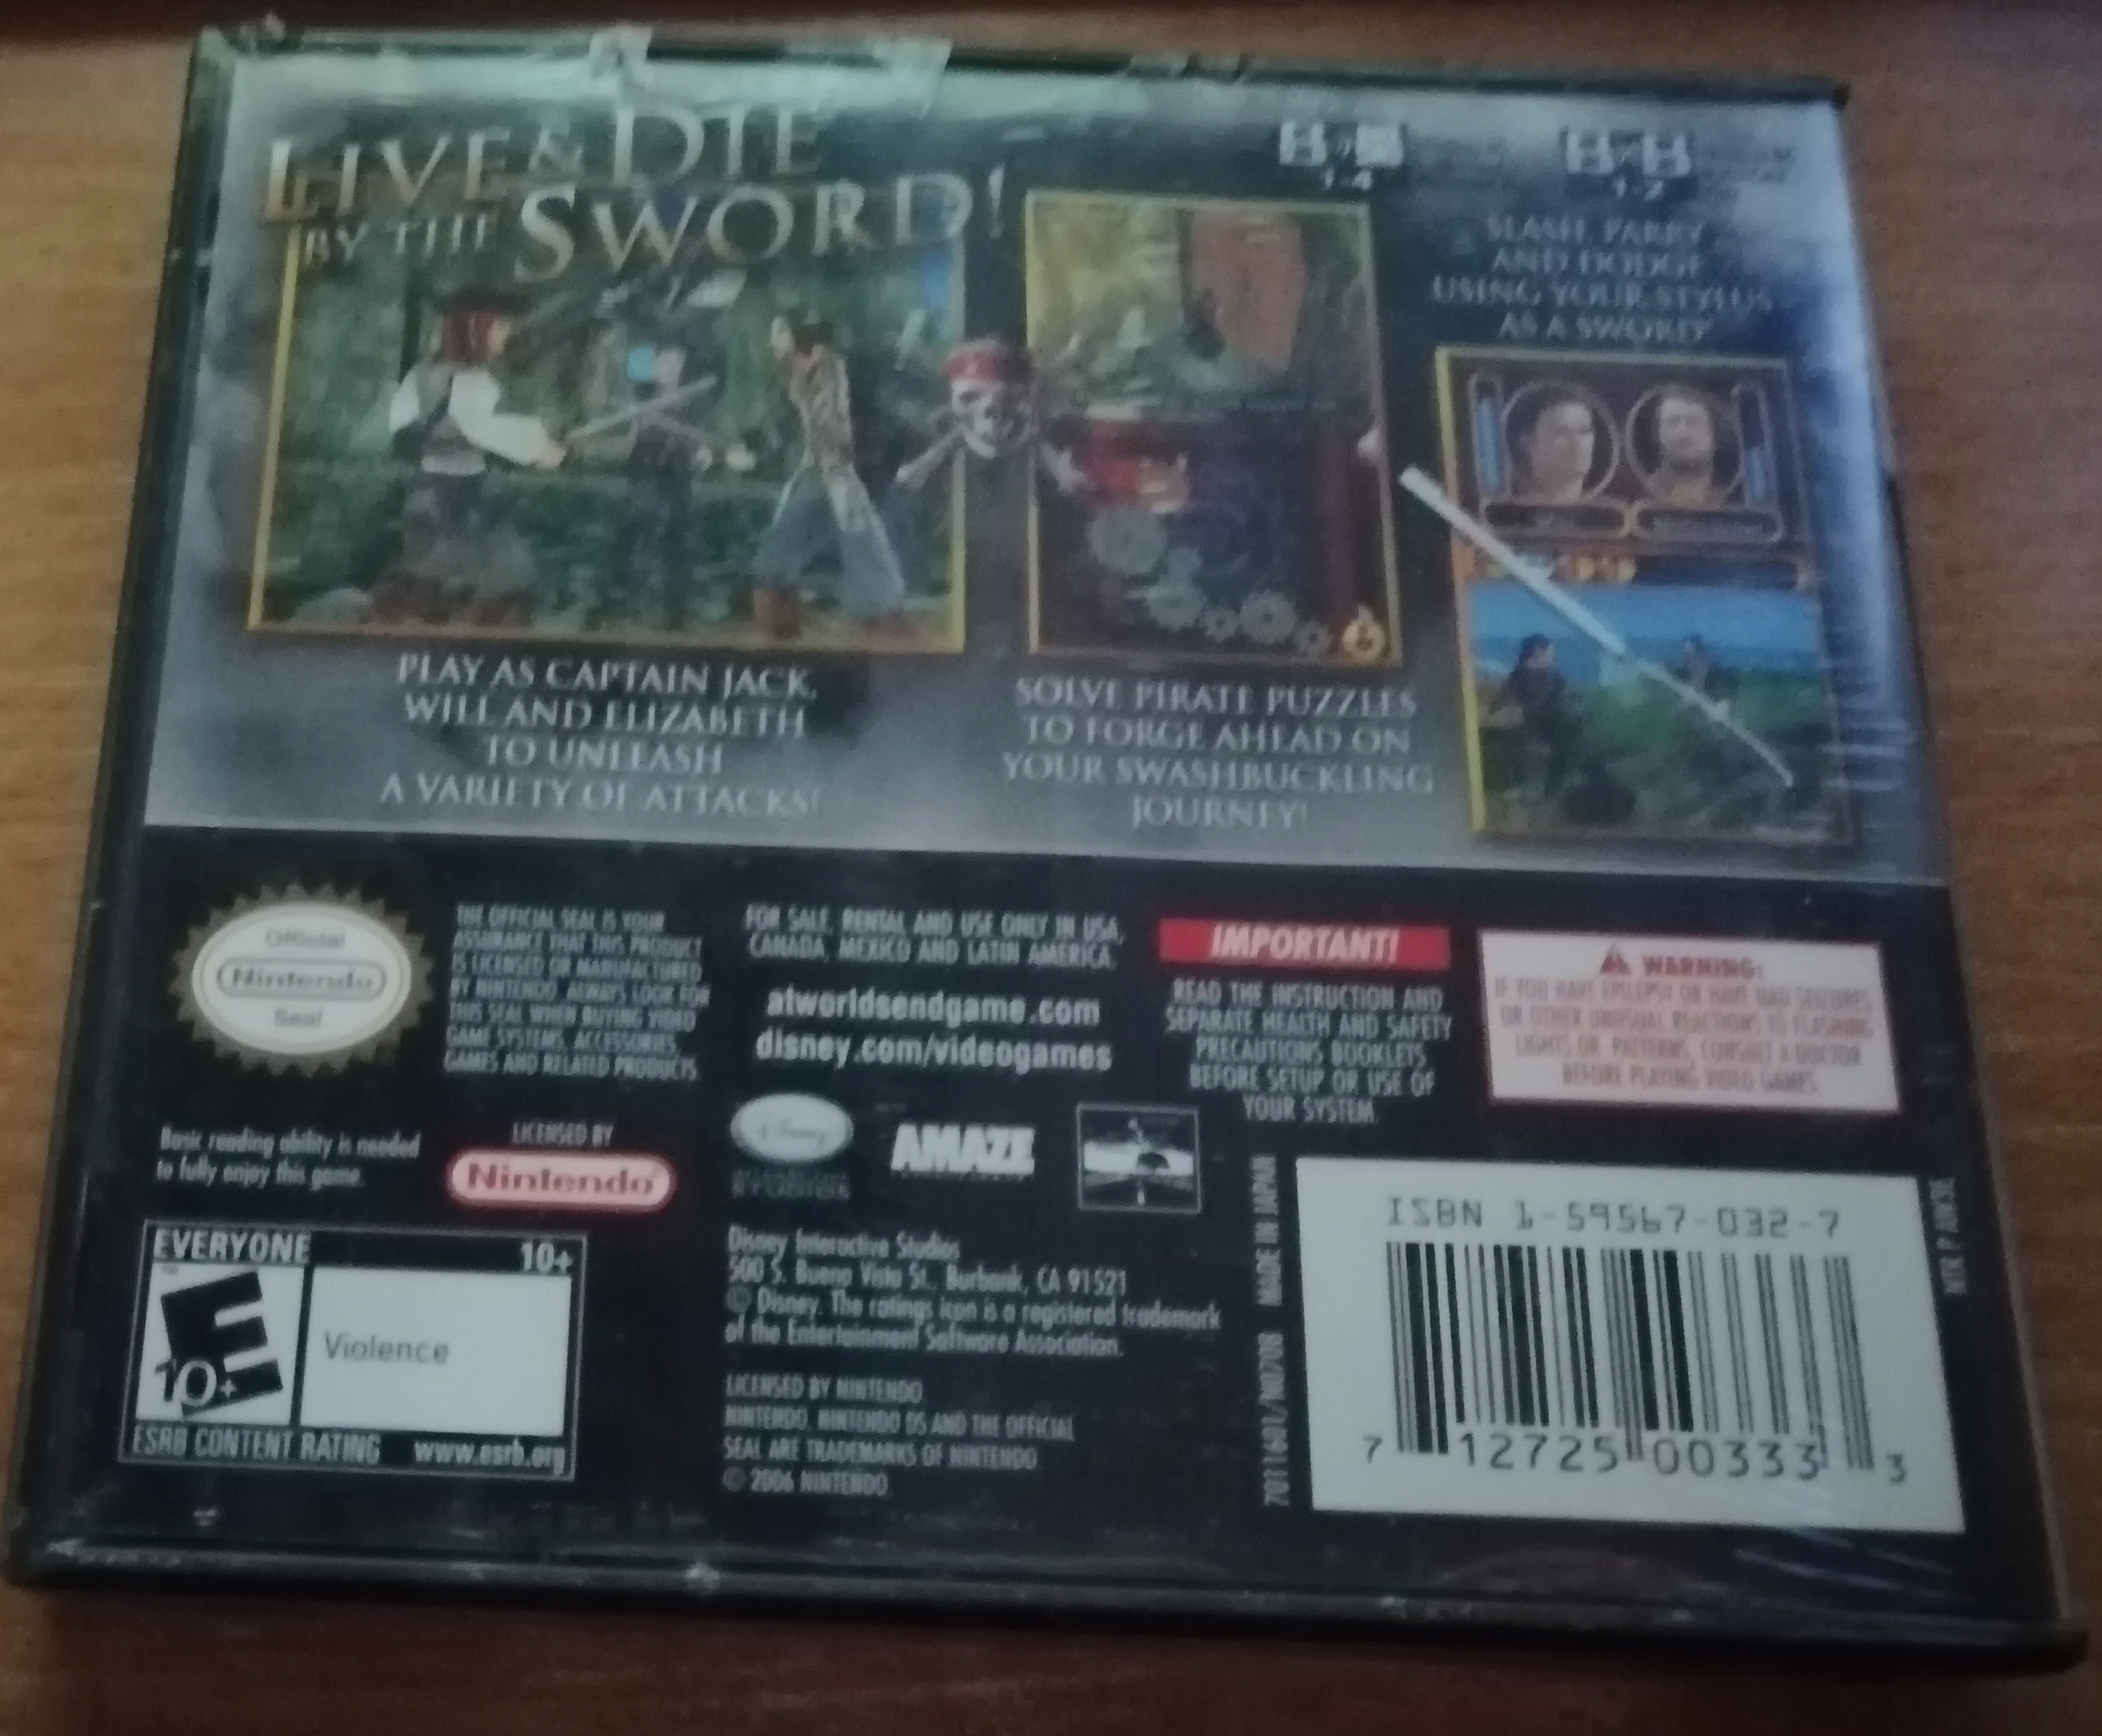 LIVE & DIE
BY THE SWORD!
1-4
1-2
SLASH, PARRY
AND DODGE
USING YOUR STYLUS
AS A SWORD!
PLAY AS CAPTAIN JACK,
WILL AND ELIZABETH
TO UNLEASH
A VARIETY OF ATTACKS!
SOLVE PIRATE PUZZLES
TO FORGE AHEAD ON
YOUR SWASHBUCKLING
JOURNEY!
Official
Nintendo
Seal
THE OFFICIAL SEAL IS YOUR
ASSURANCE THAT THIS PRODUCT
IS LICENSED OR MANUFACTURED
BY NINTENDO. ALWAYS LOOK FOR
THIS SEAL WHEN BUYING VIDEO
GAME SYSTEMS, ACCESSORIES,
GAMES AND RELATED PRODUCTS.
FOR SALE, RENTAL AND USE ONLY IN USA,
CANADA, MEXICO AND LATIN AMERICA.
atworldsendgame.com
disney.com/videogames
IMPORTANT!
READ THE INSTRUCTION AND
SEPARATE HEALTH AND SAFETY
PRECAUTIONS BOOKLETS
BEFORE SETUP OR USE OF
YOUR SYSTEM.
WARNING:
IF YOU HAVE EPILEPSY OR HAVE HAD SEIZURES
OR OTHER UNUSUAL REACTIONS TO FLASHING
LIGHTS OR PATTERNS, CONSULT A DOCTOR
BEFORE PLAYING VIDEO GAMES.
Basic reading ability is needed
to fully enjoy this game.
LICENSED BY
Nintendo
Disney
STUDIOS
AMAZE
EVERYONE 10+
E
10+
Violence
ESRB CONTENT RATING www.esrb.org
Disney Interactive Studios
500 S. Buena Vista St., Burbank, CA 91521
© Disney. The ratings icon is a registered trademark
of the Entertainment Software Association.
LICENSED BY NINTENDO.
NINTENDO, NINTENDO DS AND THE OFFICIAL
SEAL ARE TRADEMARKS OF NINTENDO
© 2006 NINTENDO.
70111601/N0708 MADE IN JAPAN
ISBN 1-59567-032-7
7 12725 00333 3